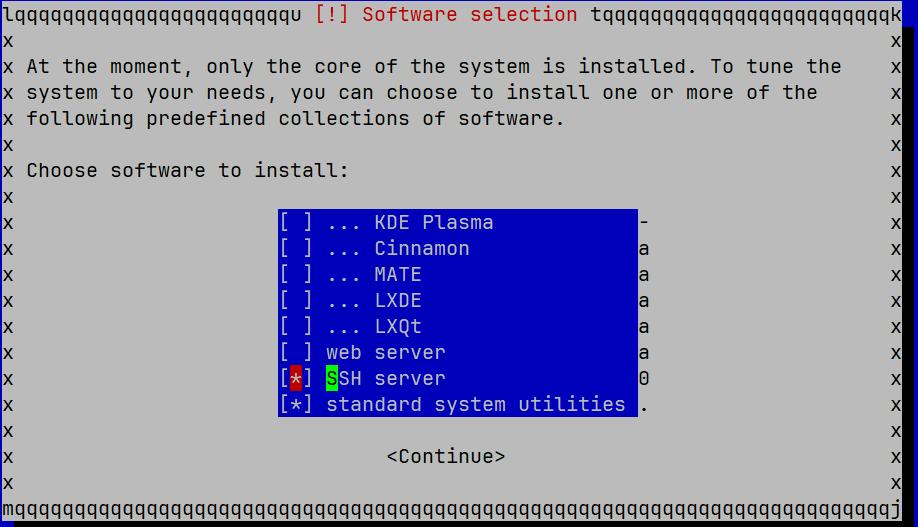 lqqqqqqqqqqqqqqqqqqqqqqqu [!] Software selection tqqqqqqqqqqqqqqqqqqqqqqqqk
x x
x At the moment, only the core of the system is installed. To tune the x
x system to your needs, you can choose to install one or more of the x
x following predefined collections of software. x
x x
x Choose software to install: x
x x
x [ ] ... KDE Plasma - x
x [ ] ... Cinnamon a x
x [ ] ... MATE a x
x [ ] ... LXDE a x
x [ ] ... LXQt a x
x [ ] web server a x
x [*] SSH server 0 x
x [*] standard system utilities . x
x x
x <Continue> x
x x
mqqqqqqqqqqqqqqqqqqqqqqqqqqqqqqqqqqqqqqqqqqqqqqqqqqqqqqqqqqqqqqqqqqqqqqqqqj